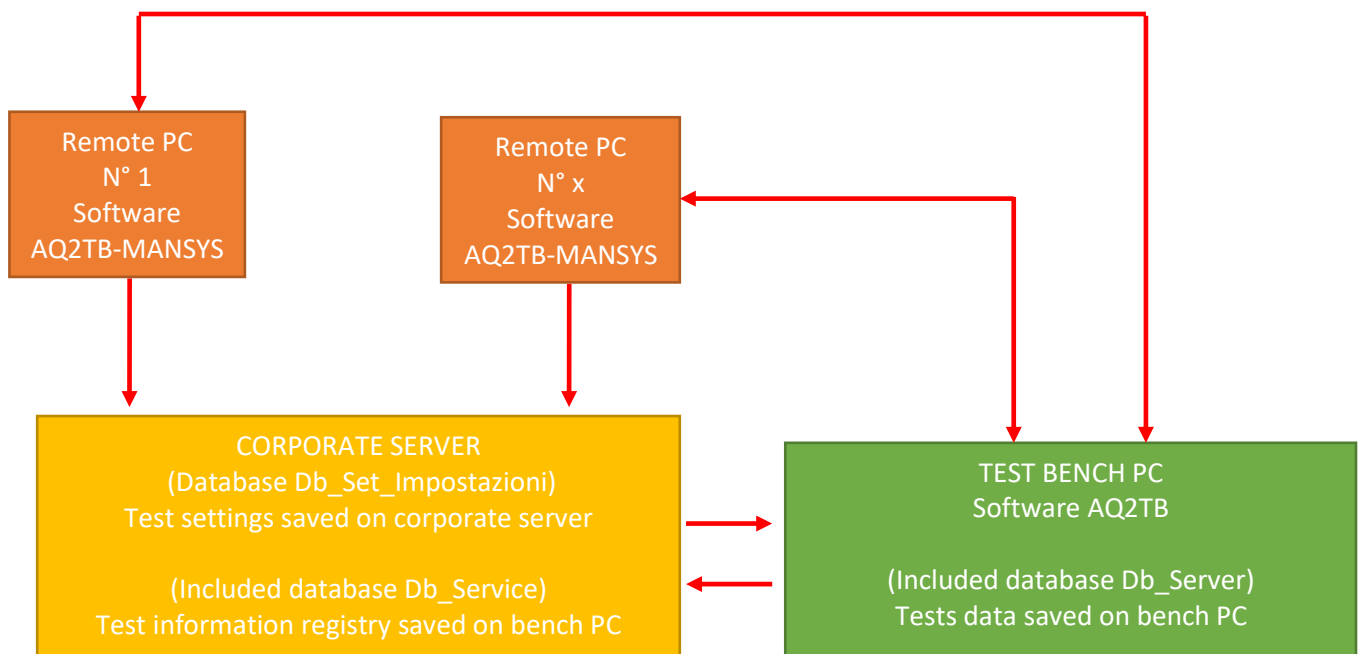 Remote PC
N° 1
Software
AQ2TB-MANSYS
Remote PC
N° x
Software
AQ2TB-MANSYS
CORPORATE SERVER
(Database Db_Set_Impostazioni)
Test settings saved on corporate server
(Included database Db_Service)
Test information registry saved on bench PC
TEST BENCH PC
Software AQ2TB
(Included database Db_Server)
Tests data saved on bench PC